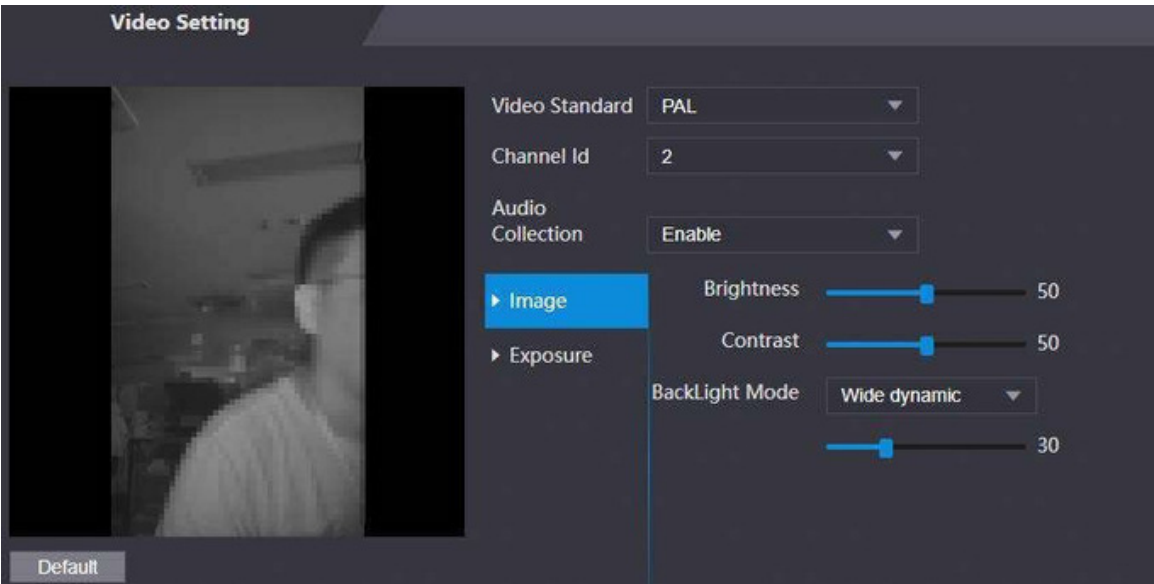 Video Setting
Video Standard PAL
Channel Id 2
Audio
Collection Enable
Image
Brightness 50
Contrast 50
Exposure
BackLight Mode Wide dynamic
30
Default